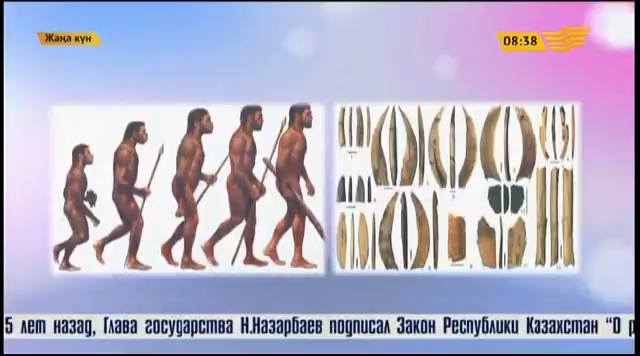 Жаңа күн
08:38
5 лет назад, Глава государства Н.Назарбаев подписал Закон Республики Казахстан “О р